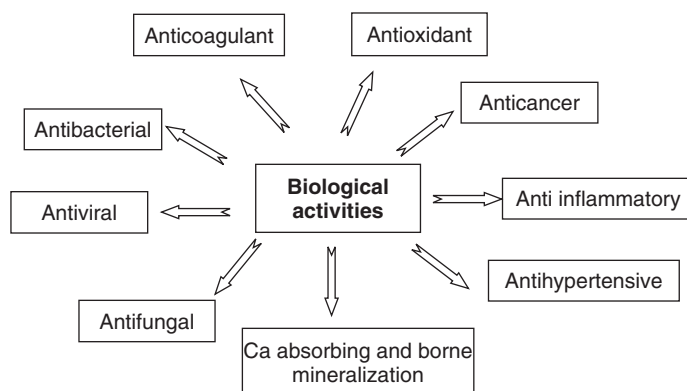 Anticoagulant
Antioxidant
Anticancer
Antibacterial
Biological
activities
Anti inflammatory
Antiviral
Antihypertensive
Antifungal
Ca absorbing and borne
mineralization